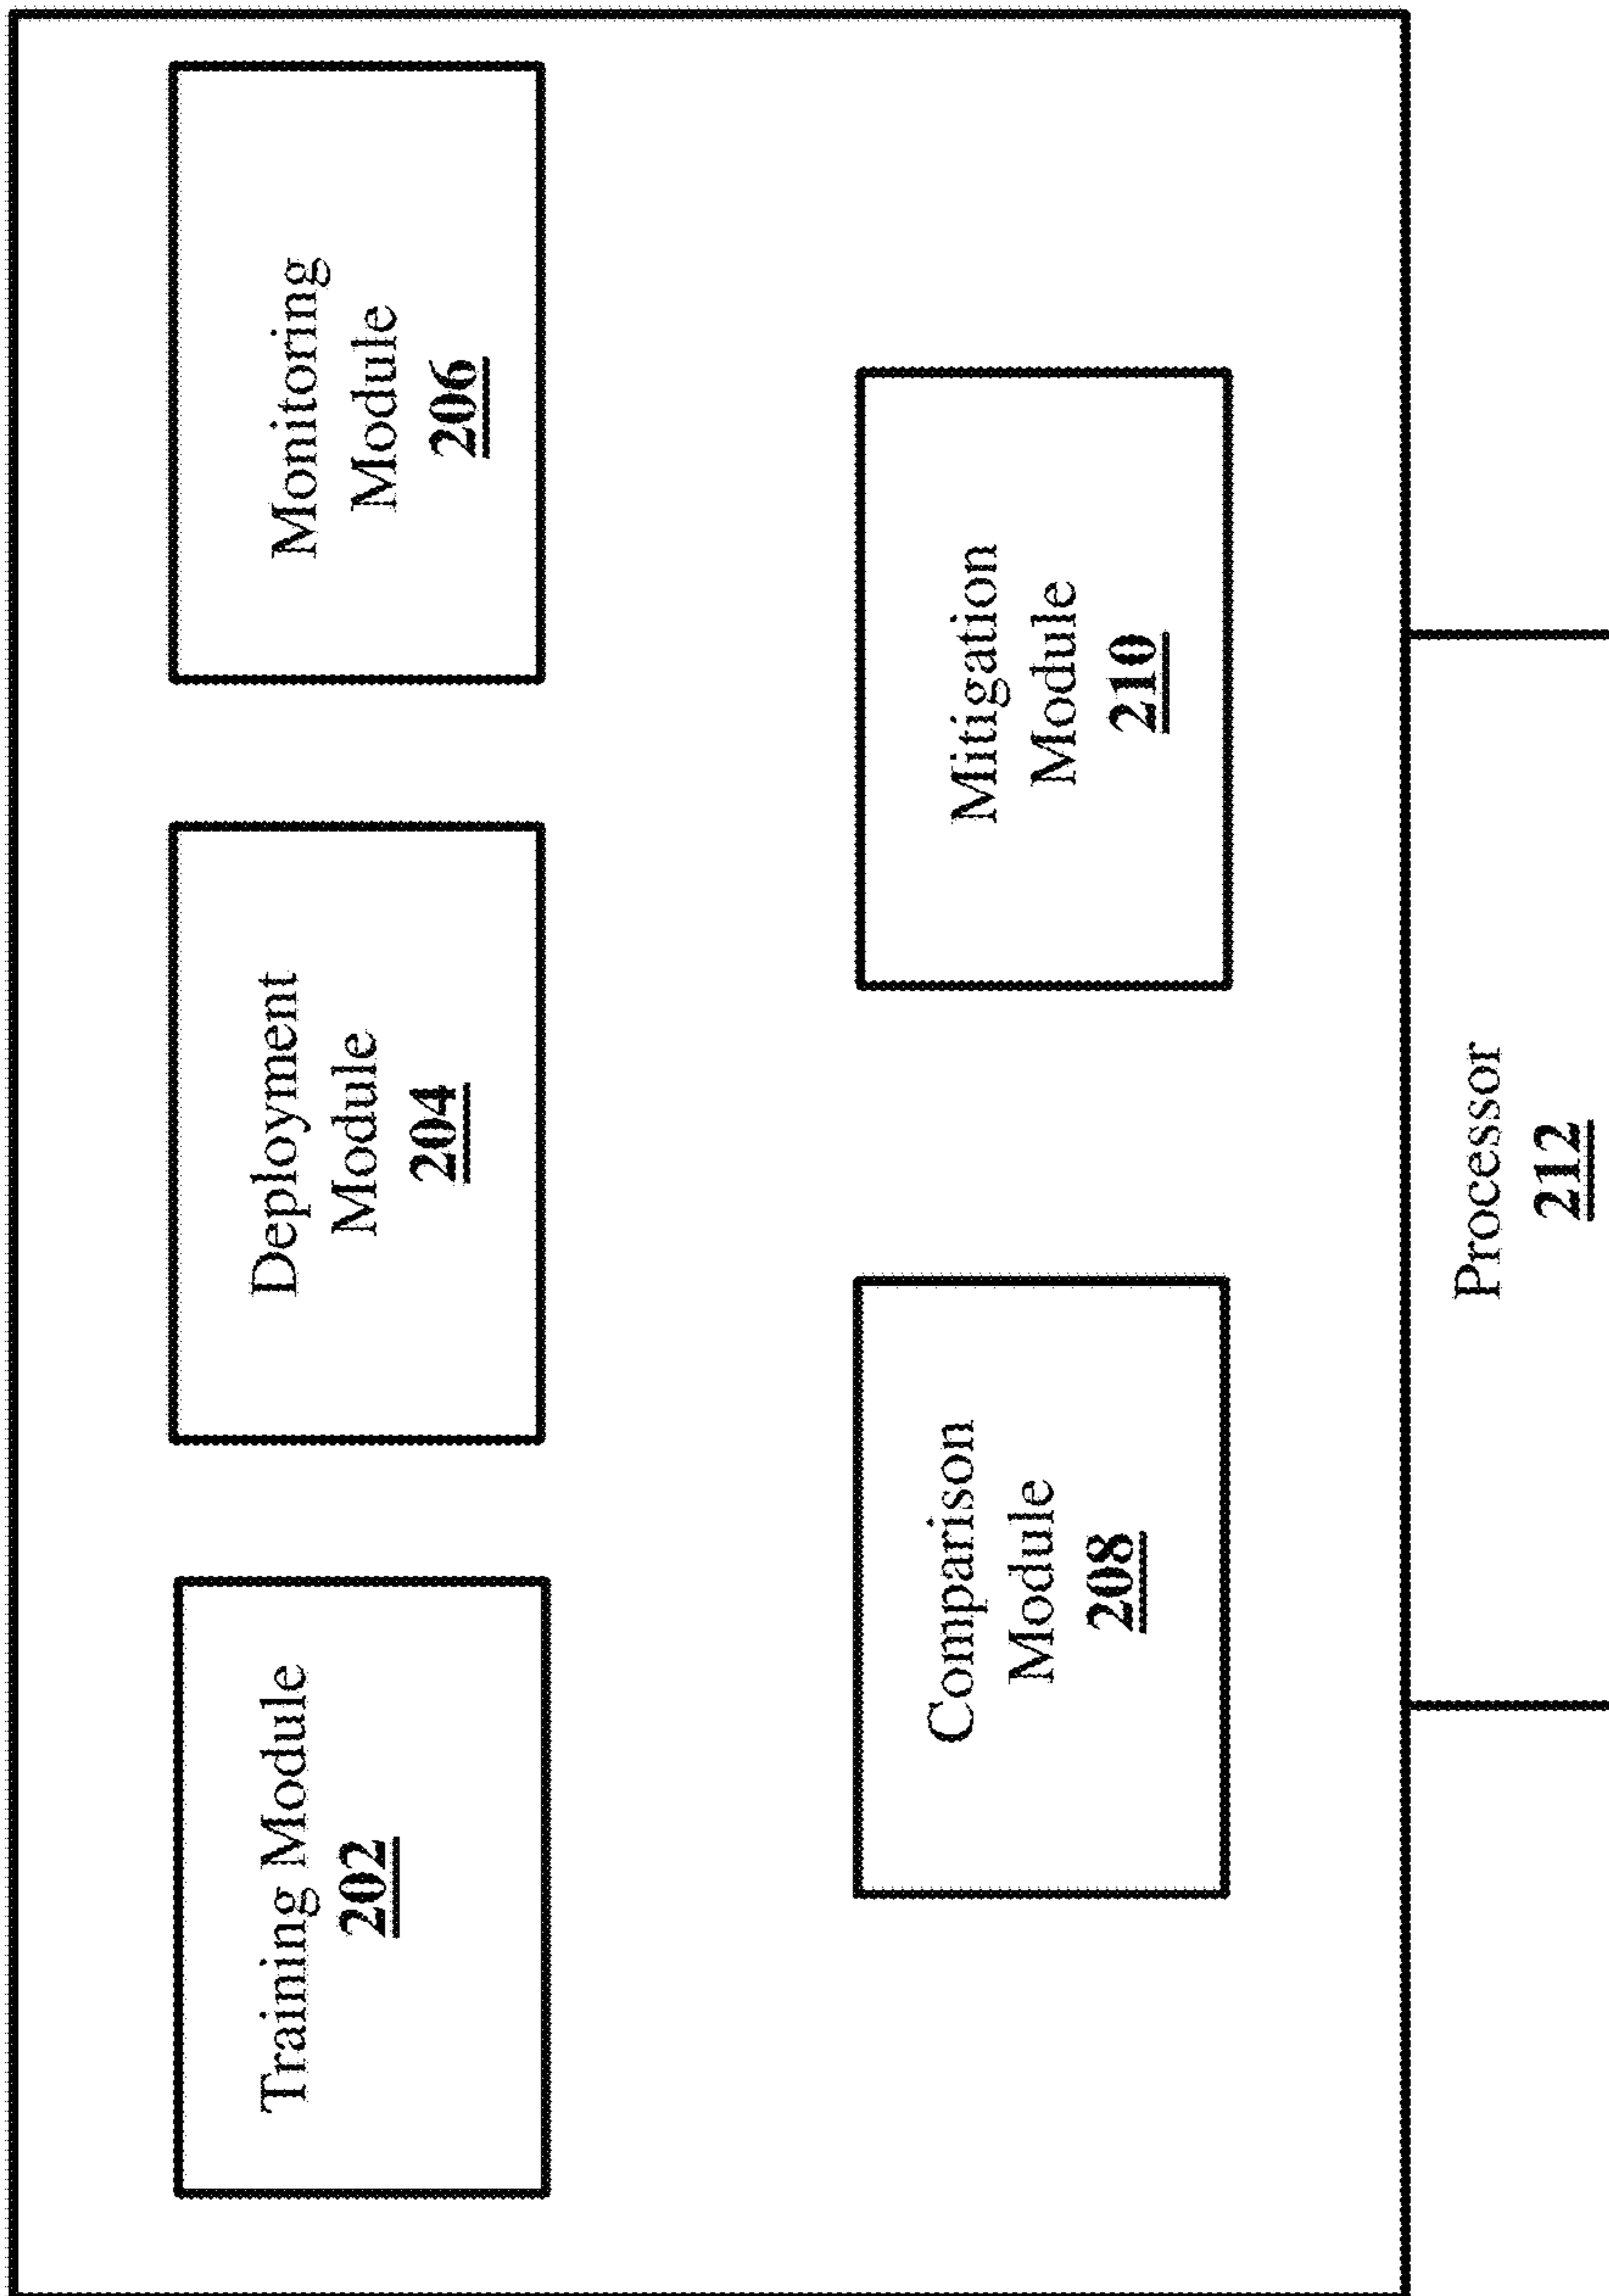 Training Module
202
Deployment
Module
204
Monitoring
Module
206
Comparison
Module
208
Mitigation
Module
210
Processor
212